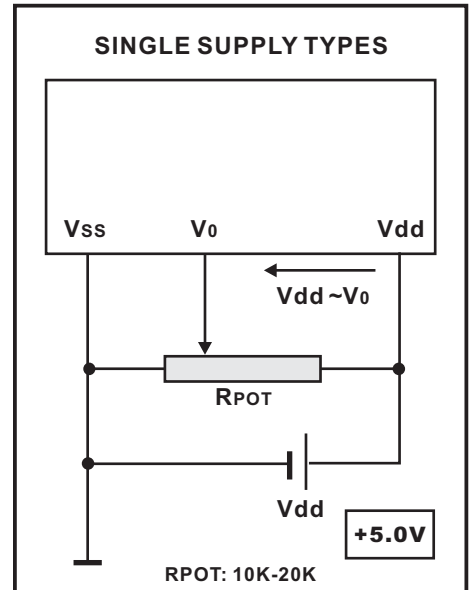 SINGLE SUPPLY TYPES
Vss V0 Vdd
Vdd ~V0
RPOT
Vdd
+5.0V
RPOT: 10K-20K